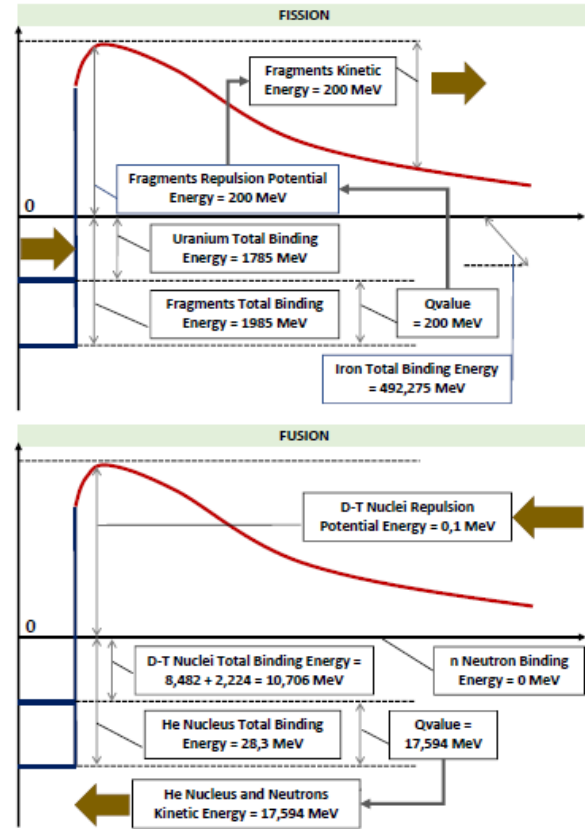 FISSION
Fragments Kinetic
Energy = 200 MeV
Fragments Repulsion Potential
Energy = 200 MeV
0
Uranium Total Binding
Energy = 1785 MeV
Fragments Total Binding
Energy = 1985 MeV
Qvalue
= 200 MeV
Iron Total Binding Energy
= 492,275 MeV
FUSION
D-T Nuclei Repulsion
Potential Energy = 0,1 MeV
0
D-T Nuclei Total Binding Energy =
8,482 + 2,224 = 10,706 MeV
n Neutron Binding
Energy = 0 MeV
He Nucleus Total Binding
Energy = 28,3 MeV
Qvalue =
17,594 MeV
He Nucleus and Neutrons
Kinetic Energy = 17,594 MeV